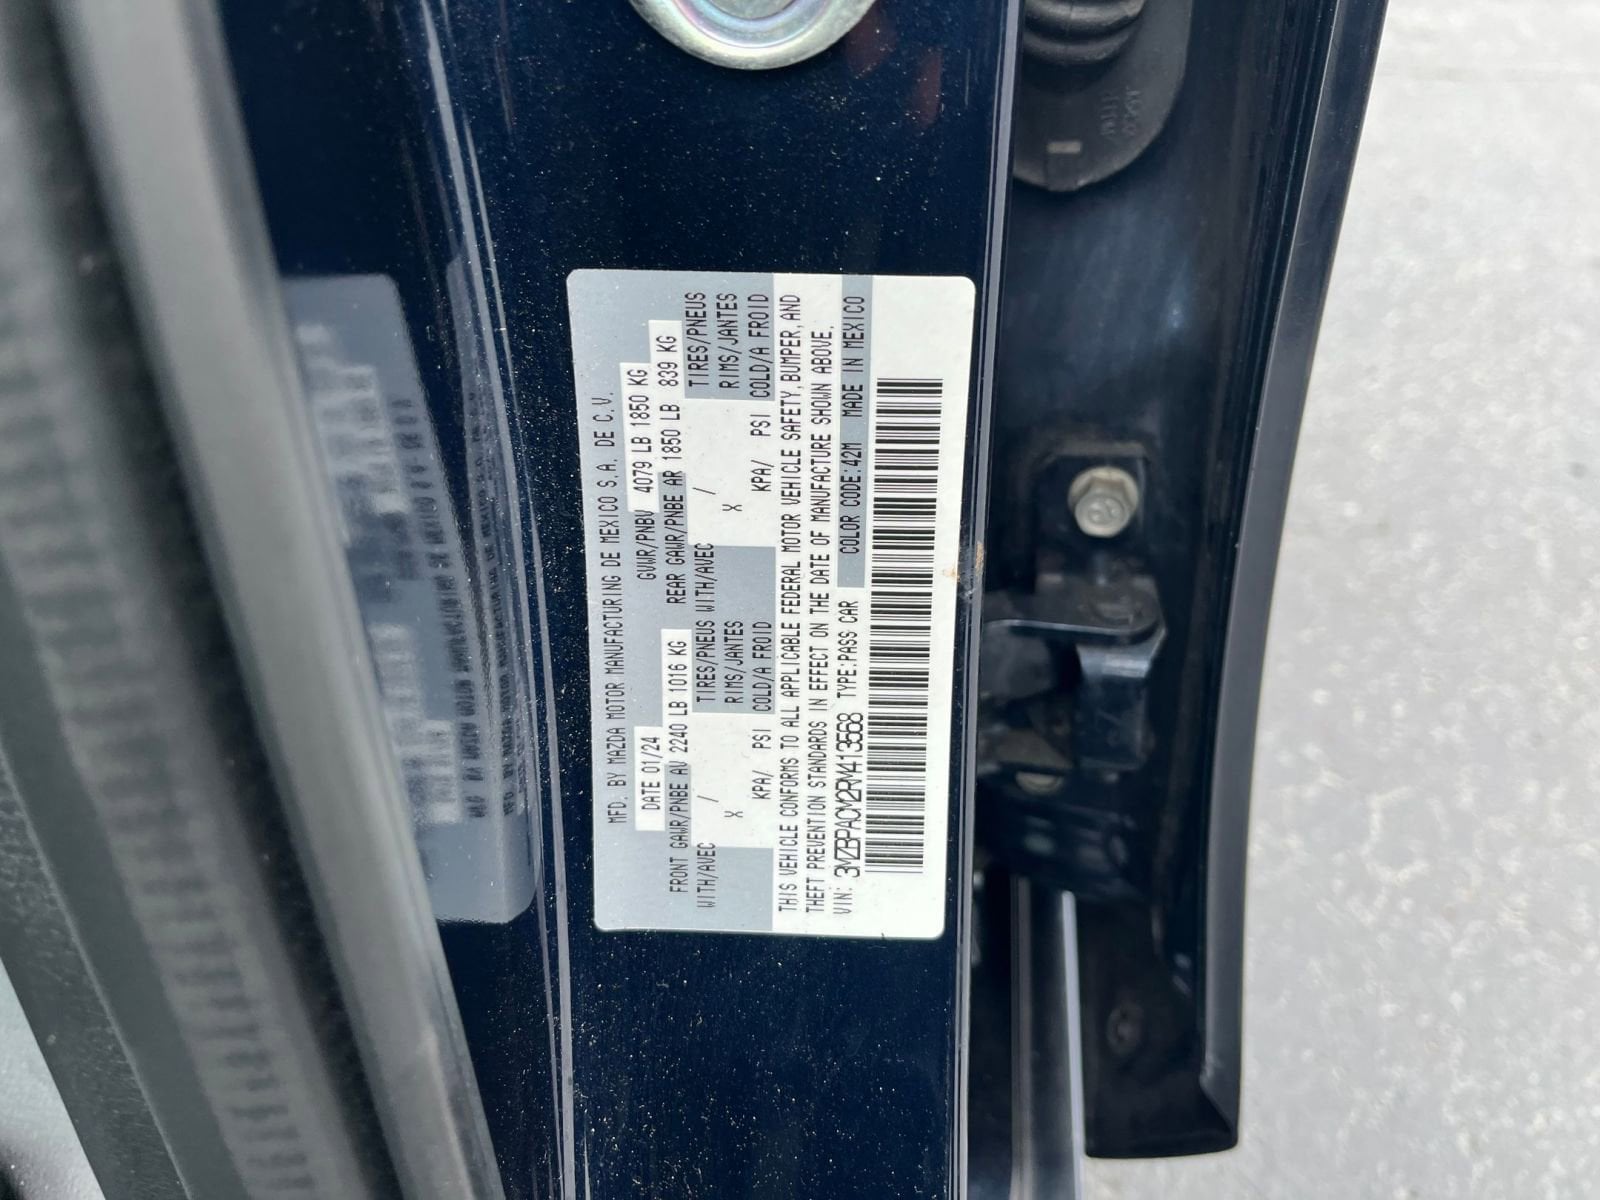 MFD. BY MAZDA MOTOR MANUFACTURING DE MEXICO S.A. DE C.V.
DATE 01/24 GVWR/PNBV 4079 LB 1850 KG
FRONT GAWR/PNBE AV 2240 LB 1016 KG REAR GAWR/PNBE AR 1850 LB 839 KG
WITH/AVEC / TIRES/PNEUS WITH/AVEC / TIRES/PNEUS
X RIMS/JANTES X RIMS/JANTES
KPA/ PSI COLD/A FROID KPA/ PSI COLD/A FROID
THIS VEHICLE CONFORMS TO ALL APPLICABLE FEDERAL MOTOR VEHICLE SAFETY, BUMPER, AND
THEFT PREVENTION STANDARDS IN EFFECT ON THE DATE OF MANUFACTURE SHOWN ABOVE.
VIN: 3MZBPACM2RM413568 TYPE:PASS CAR COLOR CODE:42M MADE IN MEXICO